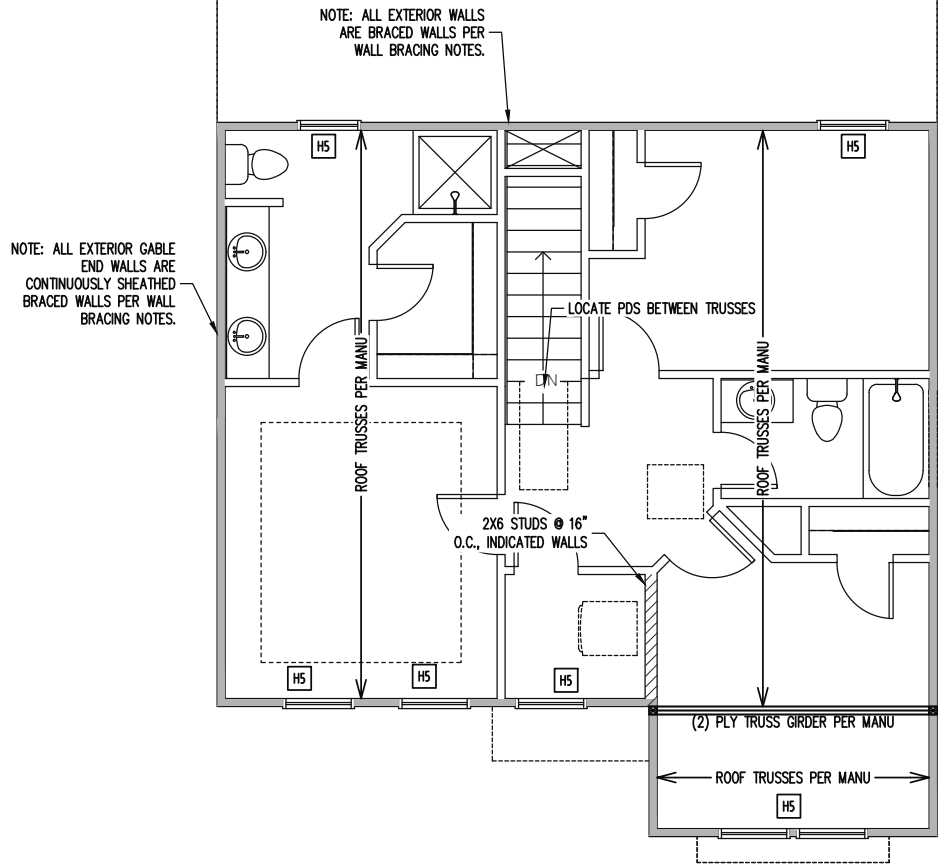 NOTE: ALL EXTERIOR WALLS
ARE BRACED WALLS PER
WALL BRACING NOTES.
H5
H5
NOTE: ALL EXTERIOR GABLE
END WALLS ARE
CONTINUOUSLY SHEATHED
BRACED WALLS PER WALL
BRACING NOTES.
LOCATE PDS BETWEEN TRUSSES
ROOF TRUSSES PER MANU
DN
ROOF TRUSSES PER MANU
2X6 STUDS @ 16"
O.C., INDICATED WALLS
H5
H5
H5
(2) PLY TRUSS GIRDER PER MANU
ROOF TRUSSES PER MANU
H5